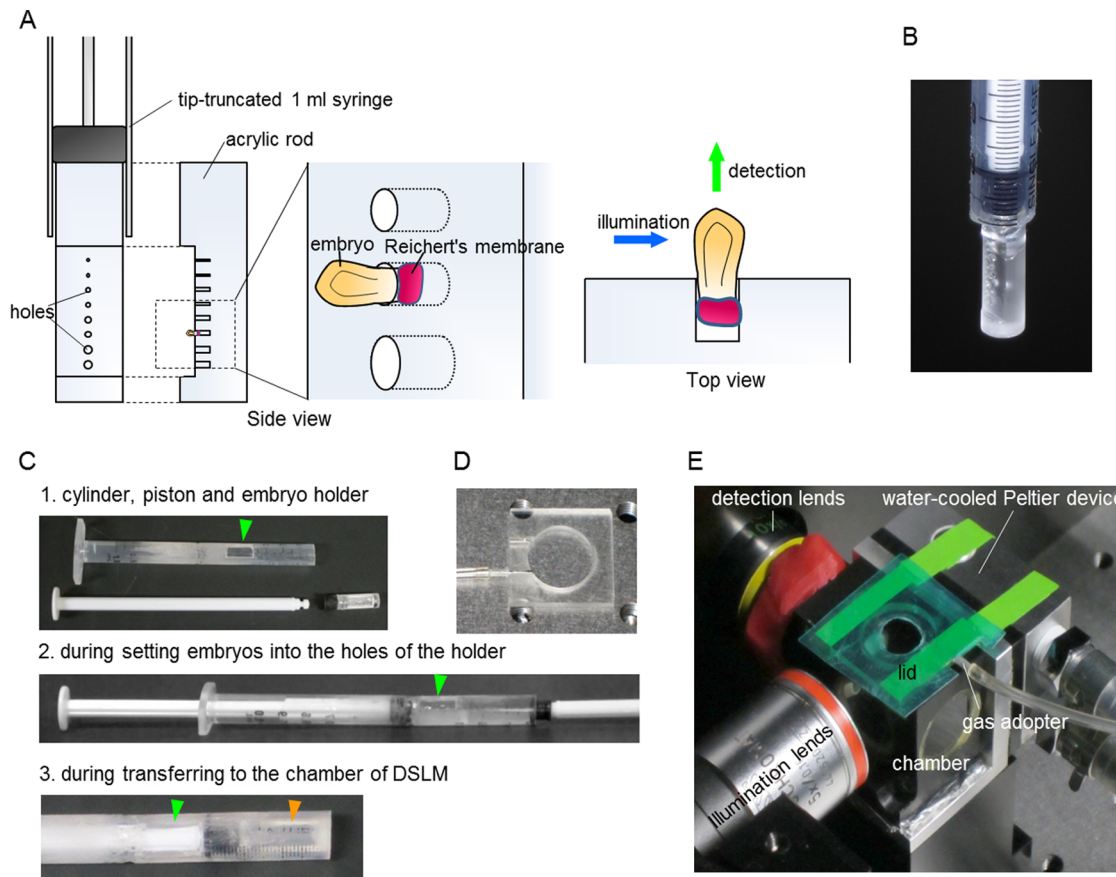 A
tip-truncated 1 ml syringe
acrylic rod
holes
embryo
Reichert's membrane
Side view
illumination
detection
Top view
B
C
1. cylinder, piston and embryo holder
2. during setting embryos into the holes of the holder
3. during transferring to the chamber of DSLM
D
E
detection lends
water-cooled Peltier device
lid
gas adopter
chamber
Illumination lends